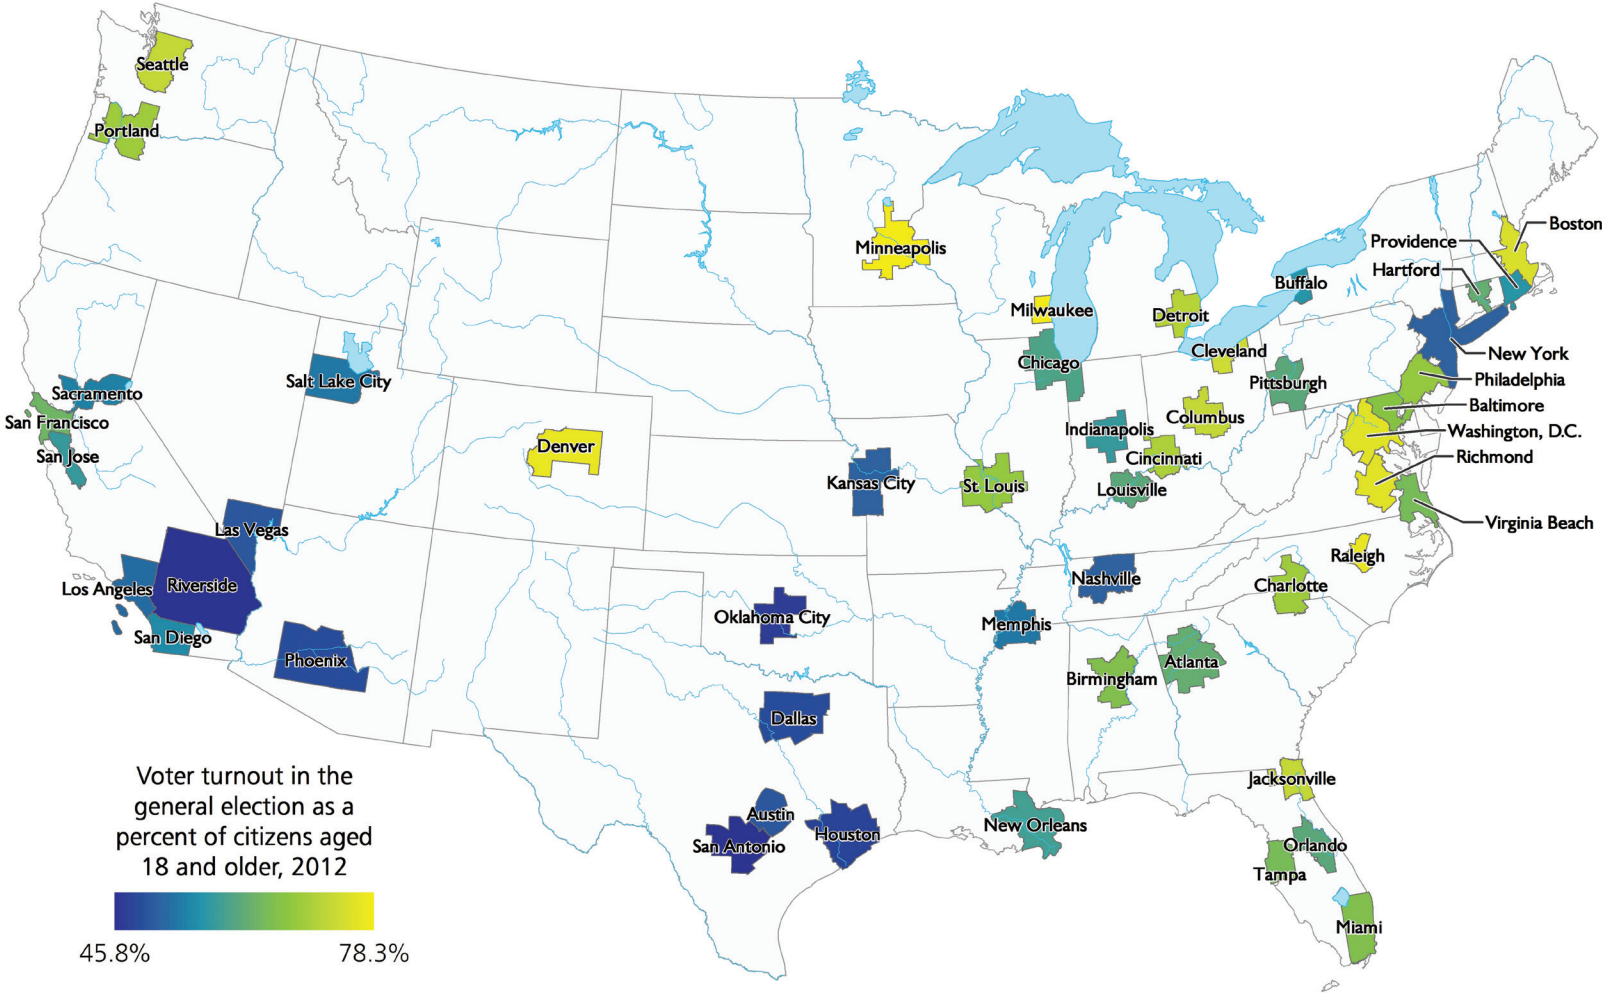 Seattle
Portland
Boston
Minneapolis
Providence
Hartford
Buffalo
Milwaukee
Detroit
Cleveland
New York
Chicago
Pittsburgh
Philadelphia
Salt Lake City
Sacramento
Baltimore
San Francisco
Columbus
Indianapolis
Washington, D.C.
Denver
San Jose
Cincinnati
Richmond
Kansas City
St Louis
Louisville
Virginia Beach
Las Vegas
Raleigh
Nashville
Los Angeles
Riverside
Charlotte
Oklahoma City
Memphis
San Diego
Phoenix
Atlanta
Birmingham
Dallas
Jacksonville
Austin
New Orleans
Houston
San Antonio
Orlando
Tampa
Miami
Voter turnout in the
general election as a
percent of citizens aged
18 and older, 2012
45.8%
78.3%